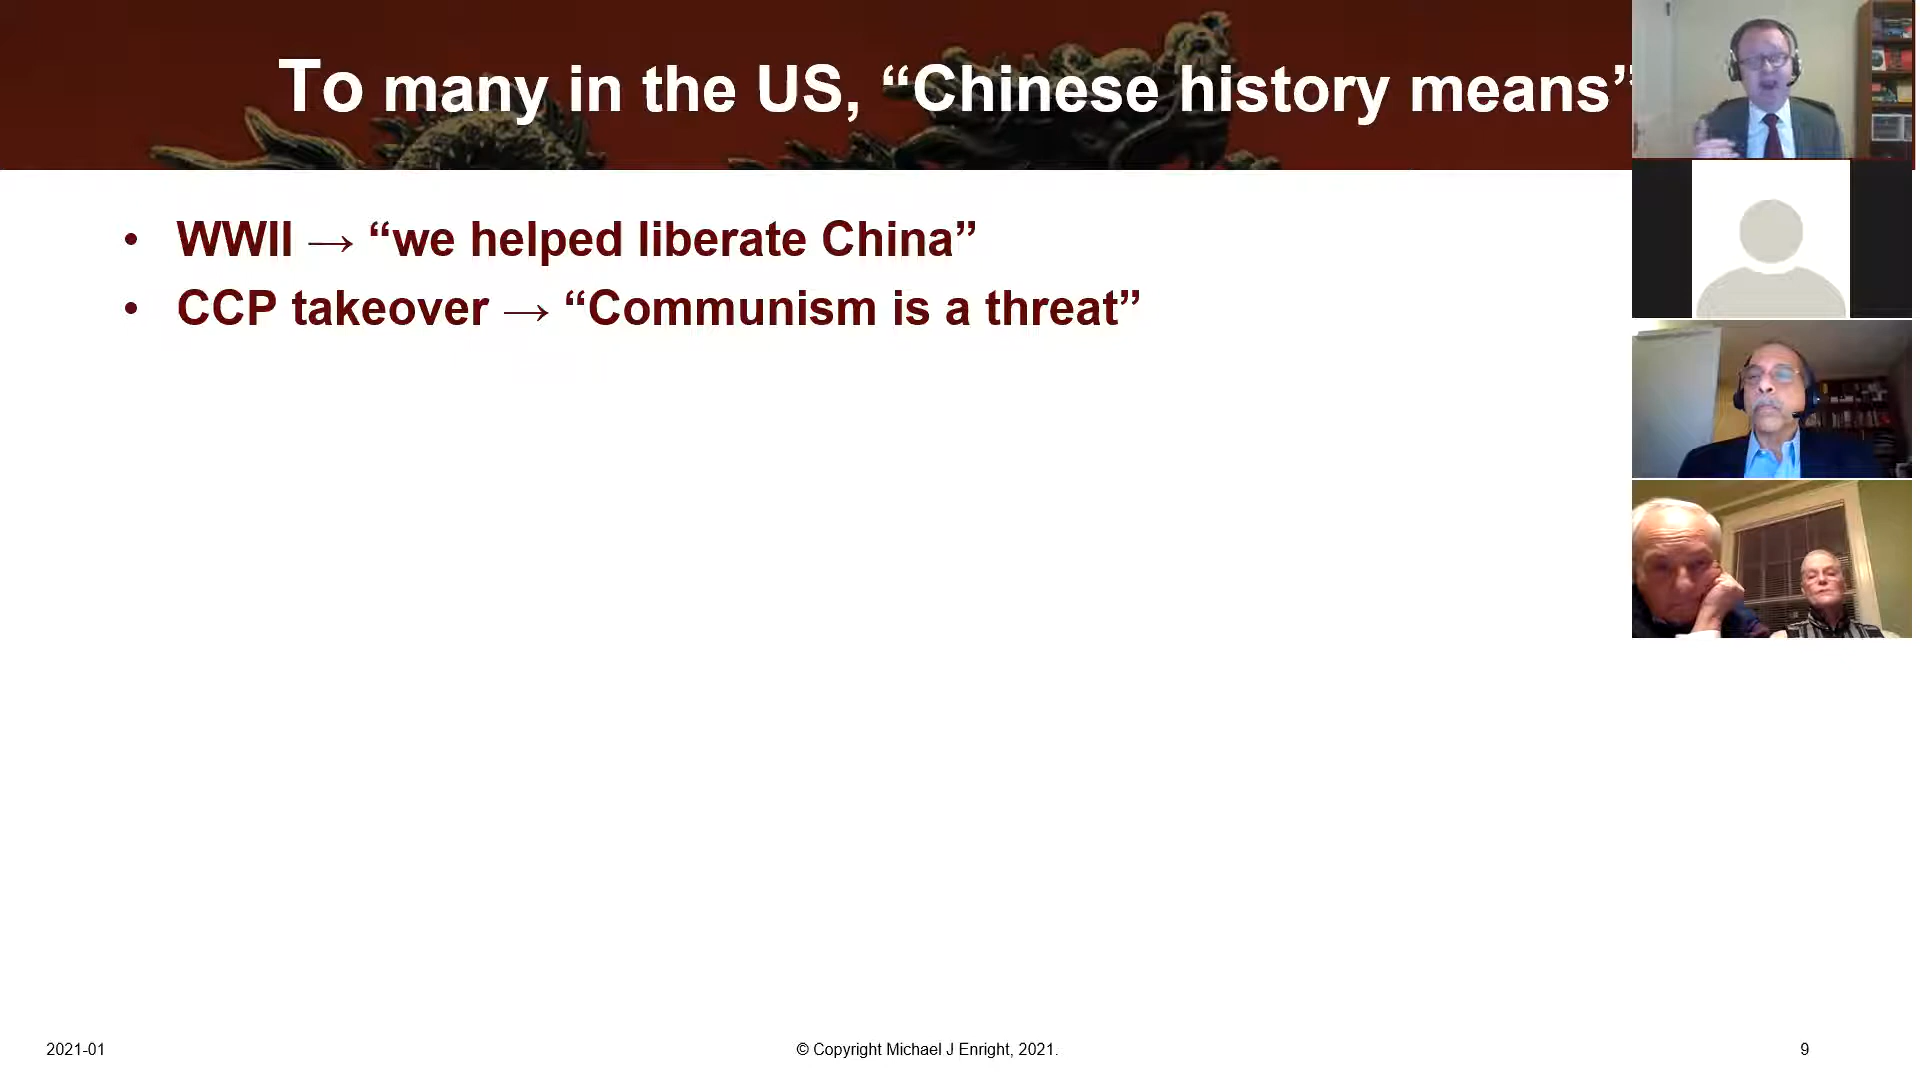 To many in the US, “Chinese history means”
• WWII → “we helped liberate China”
• CCP takeover → “Communism is a threat”
2021-01
© Copyright Michael J Enright, 2021.
9